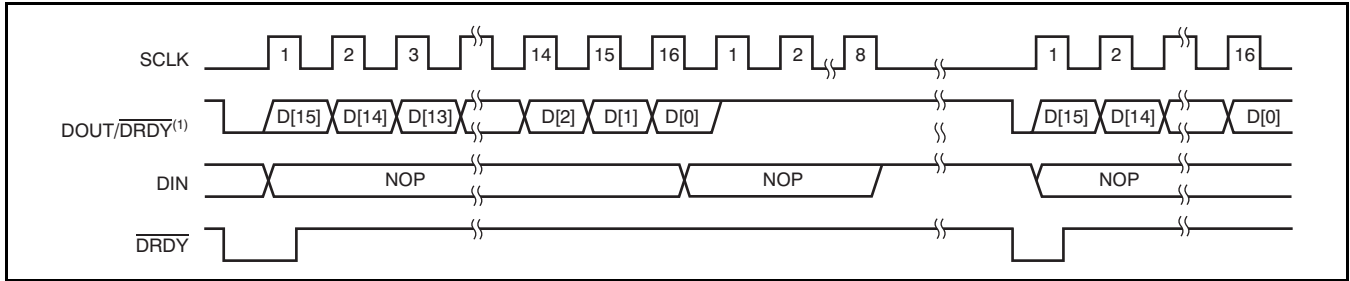 SCLK 1 2 3 14 15 16 1 2 8 1 2 16
DOUT/DRDY(1) D[15] D[14] D[13] D[2] D[1] D[0] D[15] D[14] D[0]
DIN NOP NOP NOP
DRDY